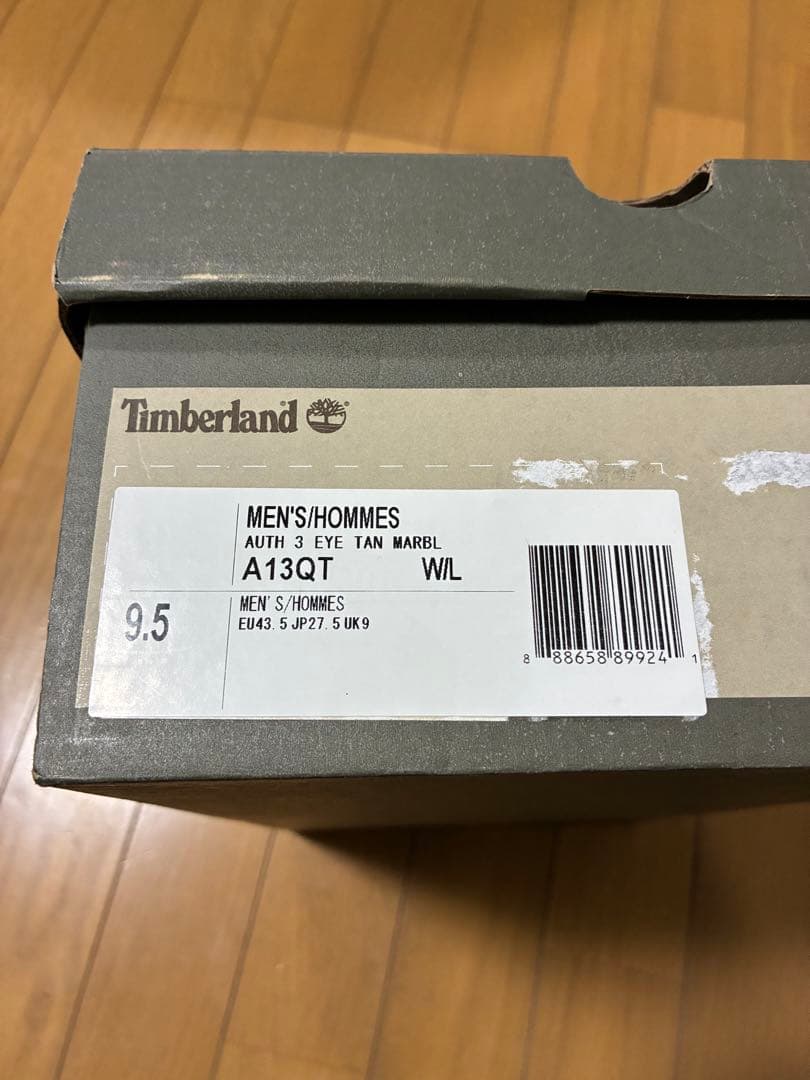 Timberland
MEN'S/HOMMES
AUTH 3 EYE TAN MARBL
A13QT W/L
9.5
MEN'S/HOMMES
EU43.5 JP27.5 UK9
8 88658 89924 1